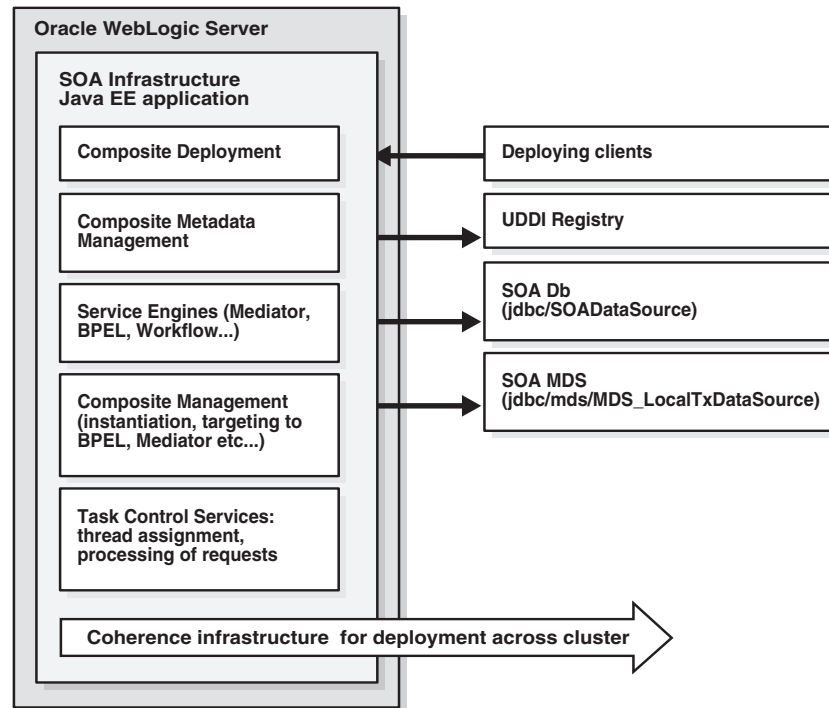 Oracle WebLogic Server
SOA Infrastructure
Java EE application
Composite Deployment
Composite Metadata
Management
Service Engines (Mediator,
BPEL, Workflow...)
Composite Management
(instantiation, targeting to
BPEL, Mediator etc...)
Task Control Services:
thread assignment,
processing of requests
Coherence infrastructure for deployment across cluster
Deploying clients
UDDI Registry
SOA Db
(jdbc/SOADataSource)
SOA MDS
(jdbc/mds/MDS_LocalTxDataSource)